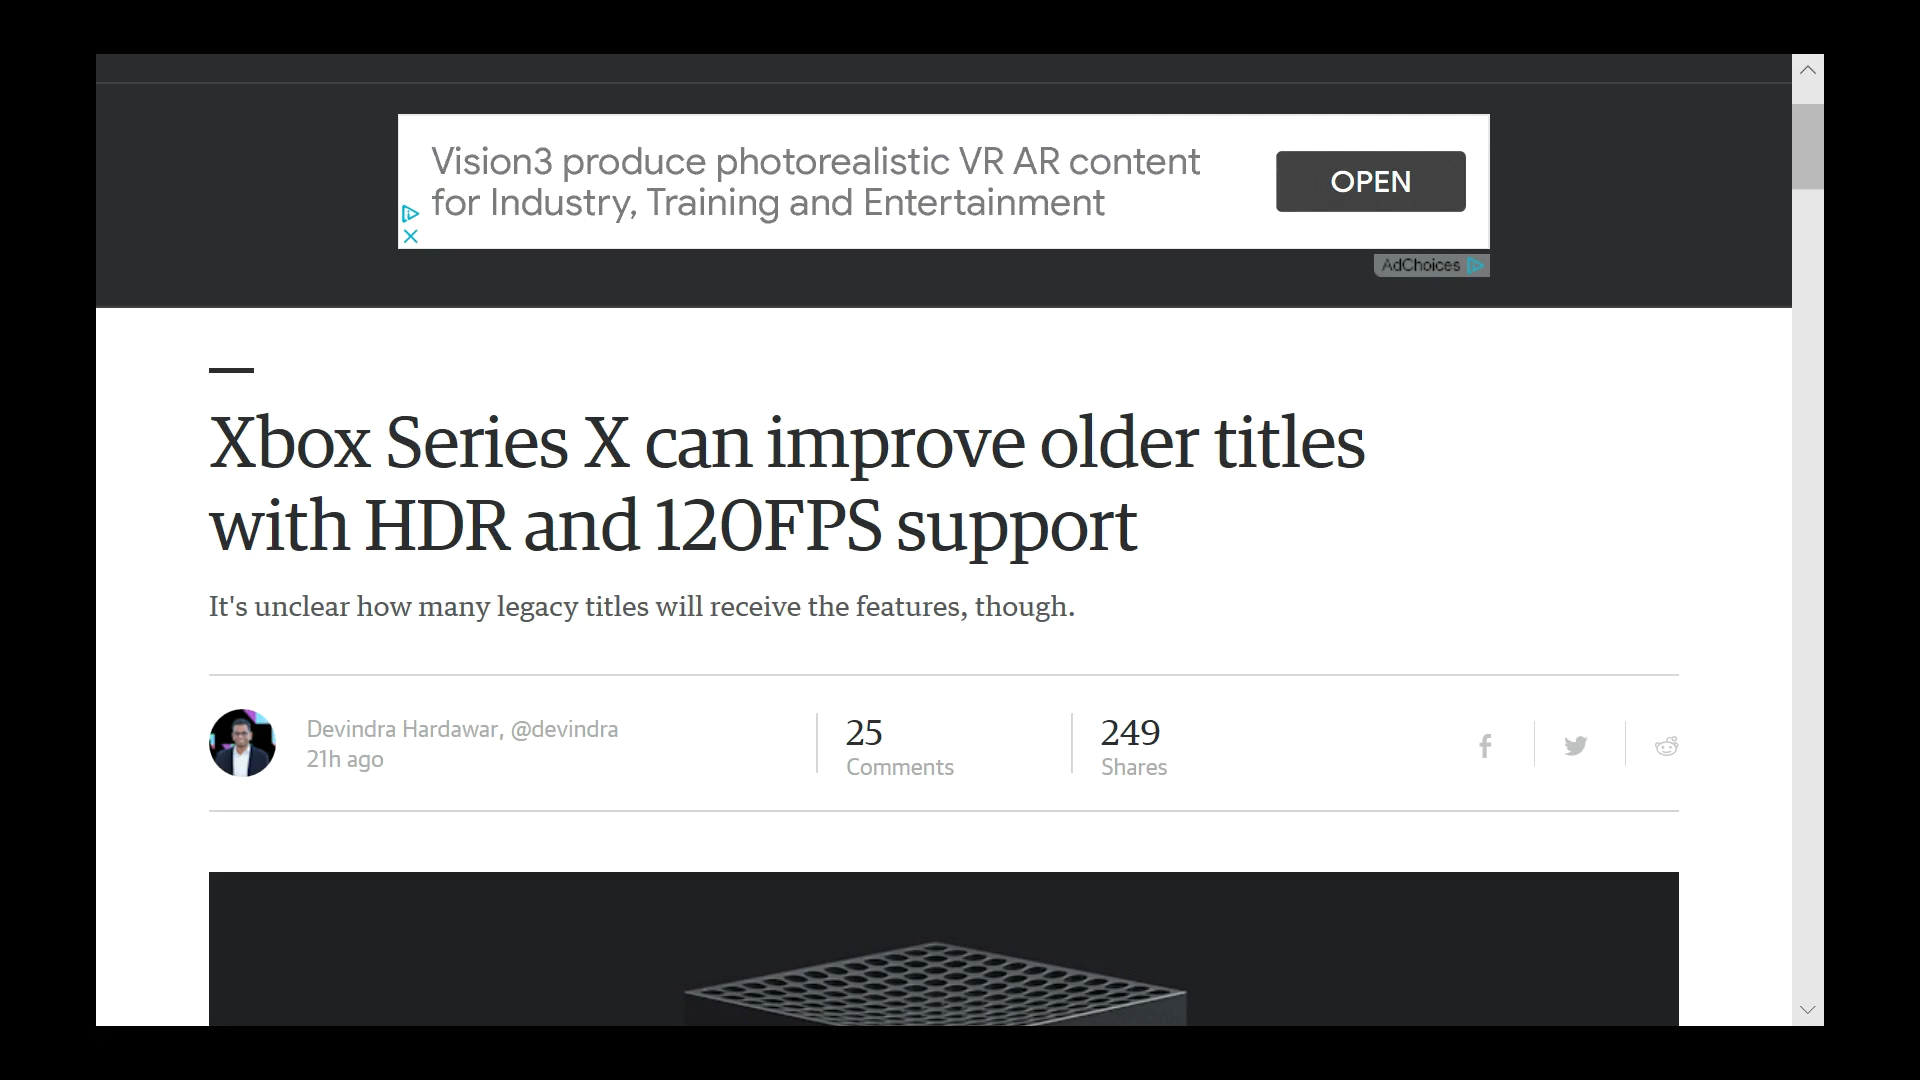 Vision3 produce photorealistic VR AR content
for Industry, Training and Entertainment
OPEN
AdChoices
Xbox Series X can improve older titles
with HDR and 120FPS support
It's unclear how many legacy titles will receive the features, though.
Devindra Hardawar, @devindra
21h ago
25
Comments
249
Shares